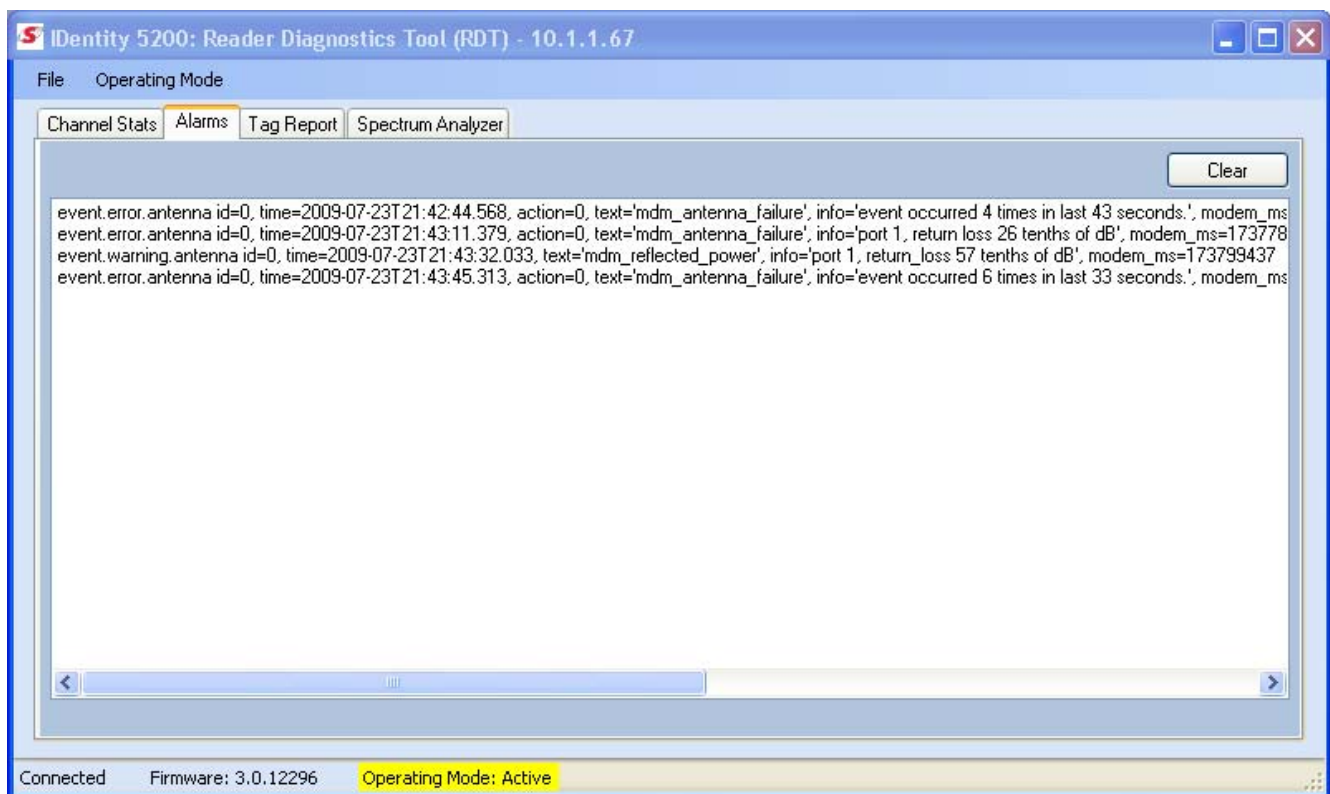 IDentity 5200: Reader Diagnostics Tool (RDT) - 10.1.1.67
File Operating Mode
Channel Stats Alarms Tag Report Spectrum Analyzer
Clear
event.error.antenna id=0, time=2009-07-23T21:42:44.568, action=0, text='mdm_antenna_failure', info='event occurred 4 times in last 43 seconds.', modem_ms
event.error.antenna id=0, time=2009-07-23T21:43:11.379, action=0, text='mdm_antenna_failure', info='port 1, return loss 26 tenths of dB', modem_ms=173778
event.warning.antenna id=0, time=2009-07-23T21:43:32.033, text='mdm_reflected_power', info='port 1, return_loss 57 tenths of dB', modem_ms=173799437
event.error.antenna id=0, time=2009-07-23T21:43:45.313, action=0, text='mdm_antenna_failure', info='event occurred 6 times in last 33 seconds.', modem_ms
Connected Firmware: 3.0.12296 Operating Mode: Active